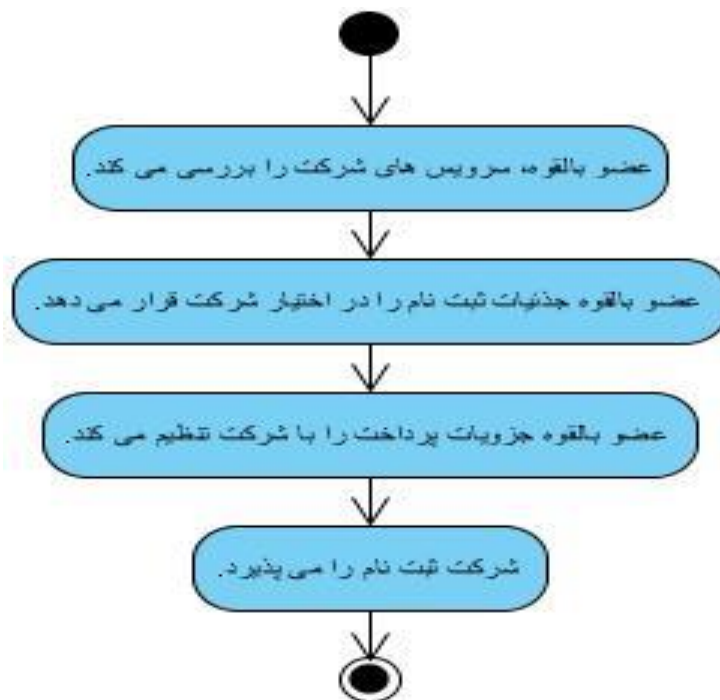 عضو بالقوه، سرویس های شرکت را بررسی می کند.
عضو بالقوه جذئیات ثبت نام را در اختیار شرکت قرار می دهد.
عضو بالقوه جزویات پرداخت را با شرکت تنظیم می کند.
شرکت ثبت نام را می پذیرد.